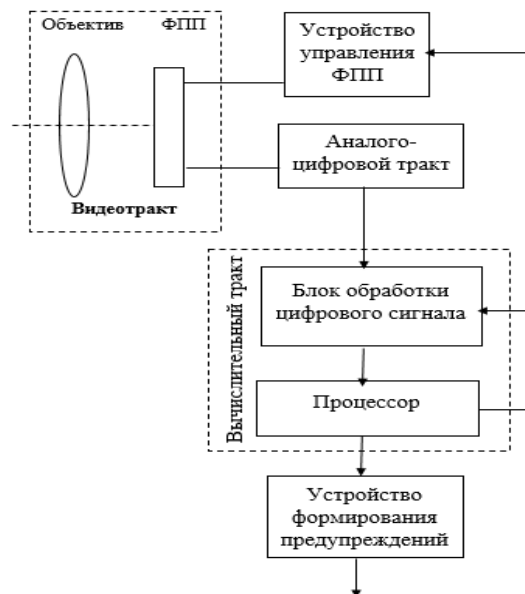 Объектив ФПП
Видеотракт
Устройство
управления
ФПП
Аналого-
цифровой тракт
Вычислительный тракт
Блок обработки
цифрового сигнала
Процессор
Устройство
формирования
предупреждений